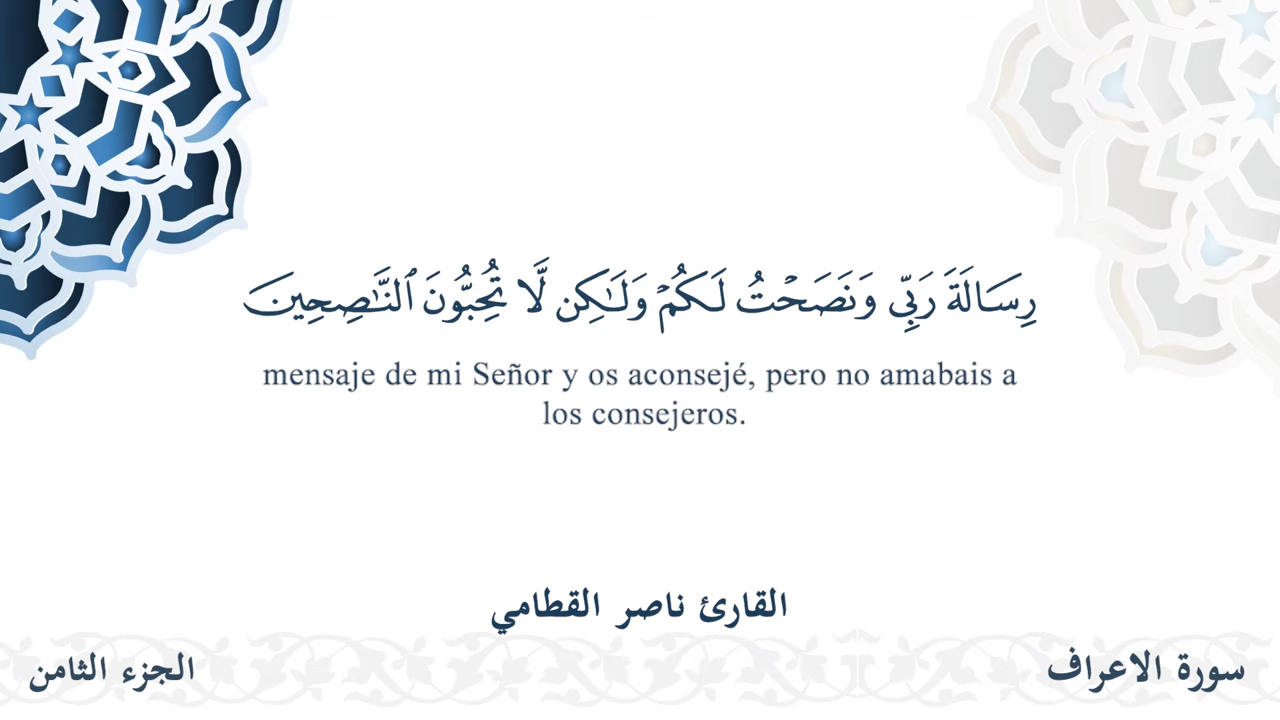 رِسَالَةَ رَبِّي وَنَصَحْتُ لَكُمْ وَلَـٰكِن لَّا تُحِبُّونَ ٱلنَّـٰصِحِينَ
mensaje de mi Señor y os aconsejé, pero no amabais a
los consejeros.
القارئ ناصر القطامي
سورة الاعراف
الجزء الثامن